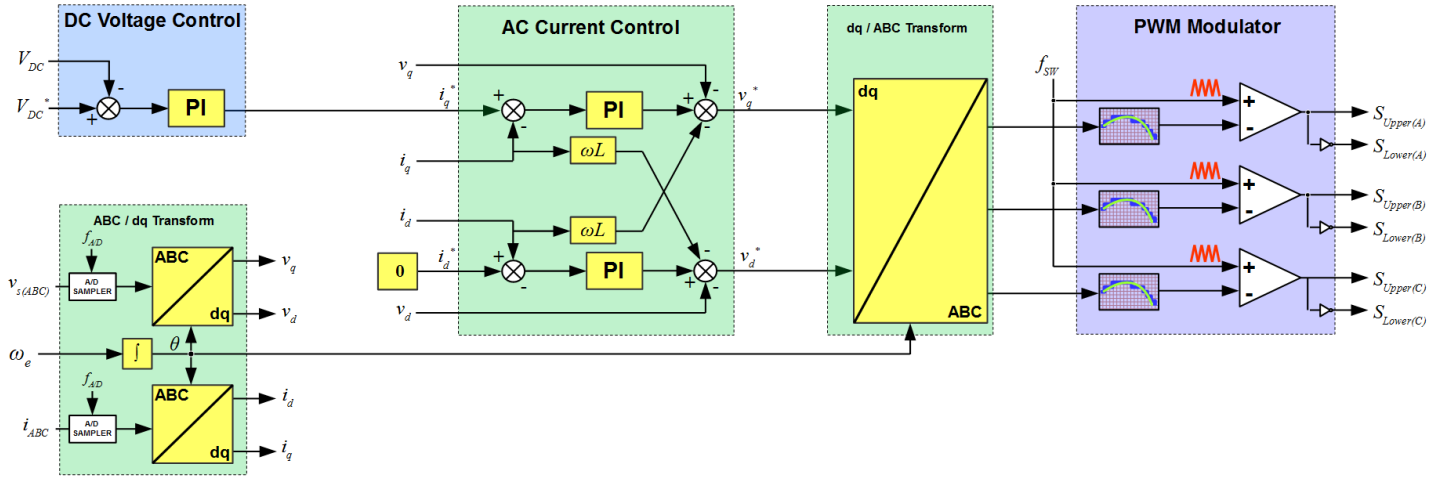 DC Voltage Control
V_DC
-
V_DC*
+
PI
AC Current Control
v_q
i_q*
+
-
PI
+
-
-
v_q*
i_q
ωL
i_d
ωL
0
i_d*
+
-
PI
+
-
-
v_d*
v_d
dq / ABC Transform
dq
ABC
PWM Modulator
f_SW
+
-
S_Upper(A)
S_Lower(A)
+
-
S_Upper(B)
S_Lower(B)
+
-
S_Upper(C)
S_Lower(C)
ABC / dq Transform
f_A/D
v_s(ABC)
A/D
SAMPLER
ABC
dq
v_q
v_d
ω_e
∫
θ
f_A/D
i_ABC
A/D
SAMPLER
ABC
dq
i_d
i_q